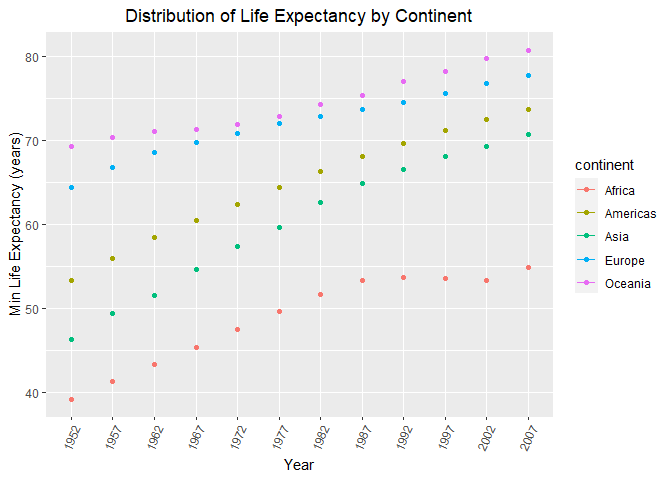 Distribution of Life Expectancy by Continent
Min Life Expectancy (years)
80
70
60
50
40
1952 1957 1962 1967 1972 1977 1982 1987 1992 1997 2002 2007
Year
continent
Africa
Americas
Asia
Europe
Oceania